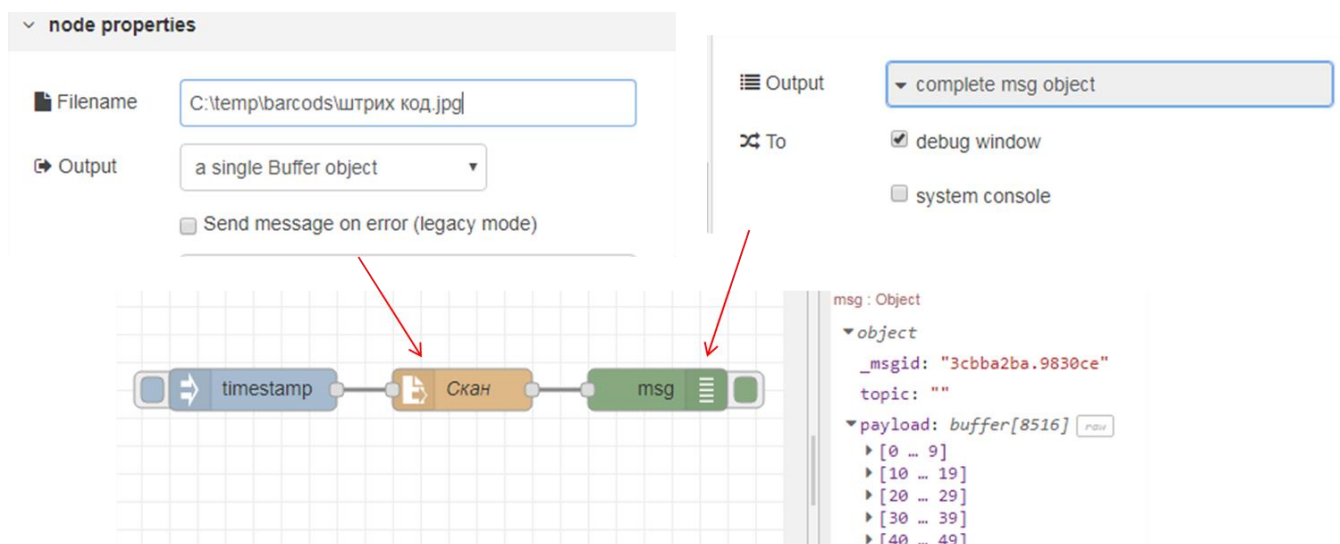 node properties
Filename
C:\temp\barcods\штрих код.jpg
Output
a single Buffer object
Send message on error (legacy mode)
Output
complete msg object
To
debug window
system console
timestamp
Скан
msg
msg : Object
object
_msgid: "3cbba2ba.9830ce"
topic: ""
payload: buffer[8516] raw
[0 … 9]
[10 … 19]
[20 … 29]
[30 … 39]
[40 … 49]